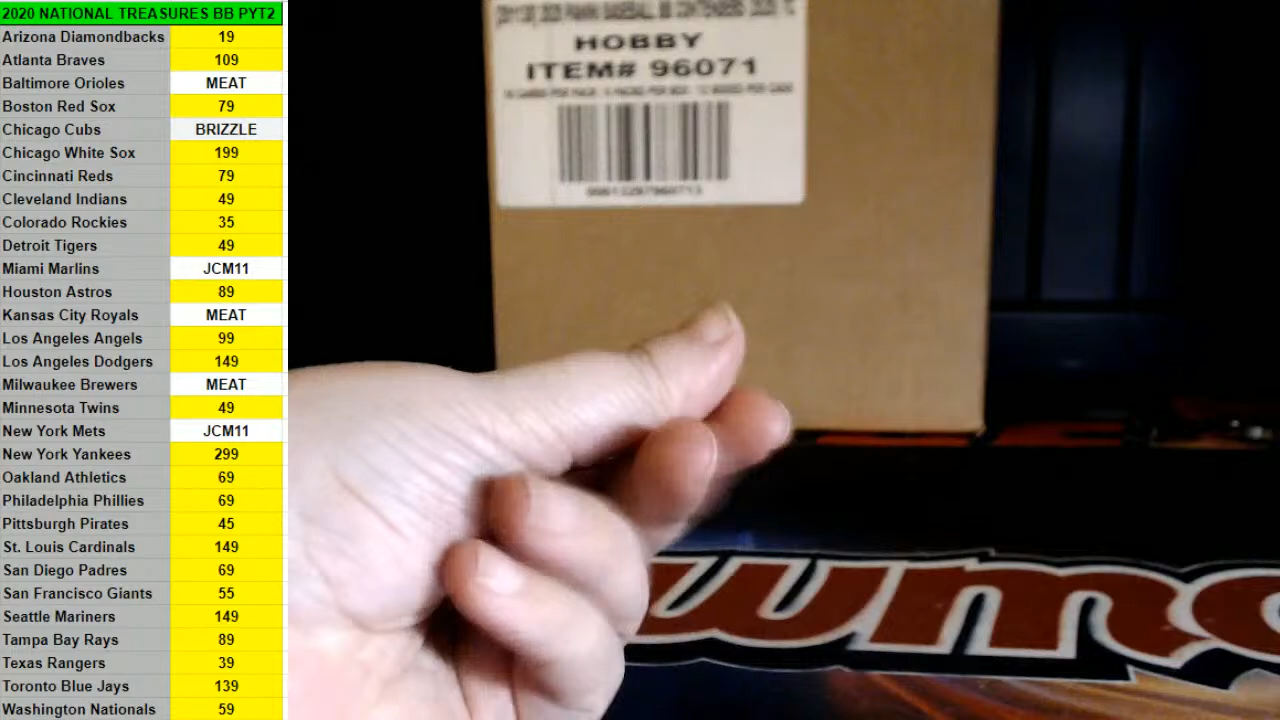 2020 NATIONAL TREASURES BB PYT2
Arizona Diamondbacks 19
Atlanta Braves 109
Baltimore Orioles MEAT
Boston Red Sox 79
Chicago Cubs BRIZZLE
Chicago White Sox 199
Cincinnati Reds 79
Cleveland Indians 49
Colorado Rockies 35
Detroit Tigers 49
Miami Marlins JCM11
Houston Astros 89
Kansas City Royals MEAT
Los Angeles Angels 99
Los Angeles Dodgers 149
Milwaukee Brewers MEAT
Minnesota Twins 49
New York Mets JCM11
New York Yankees 299
Oakland Athletics 69
Philadelphia Phillies 69
Pittsburgh Pirates 45
St. Louis Cardinals 149
San Diego Padres 69
San Francisco Giants 55
Seattle Mariners 149
Tampa Bay Rays 89
Texas Rangers 39
Toronto Blue Jays 139
Washington Nationals 59
HOBBY
ITEM# 96071